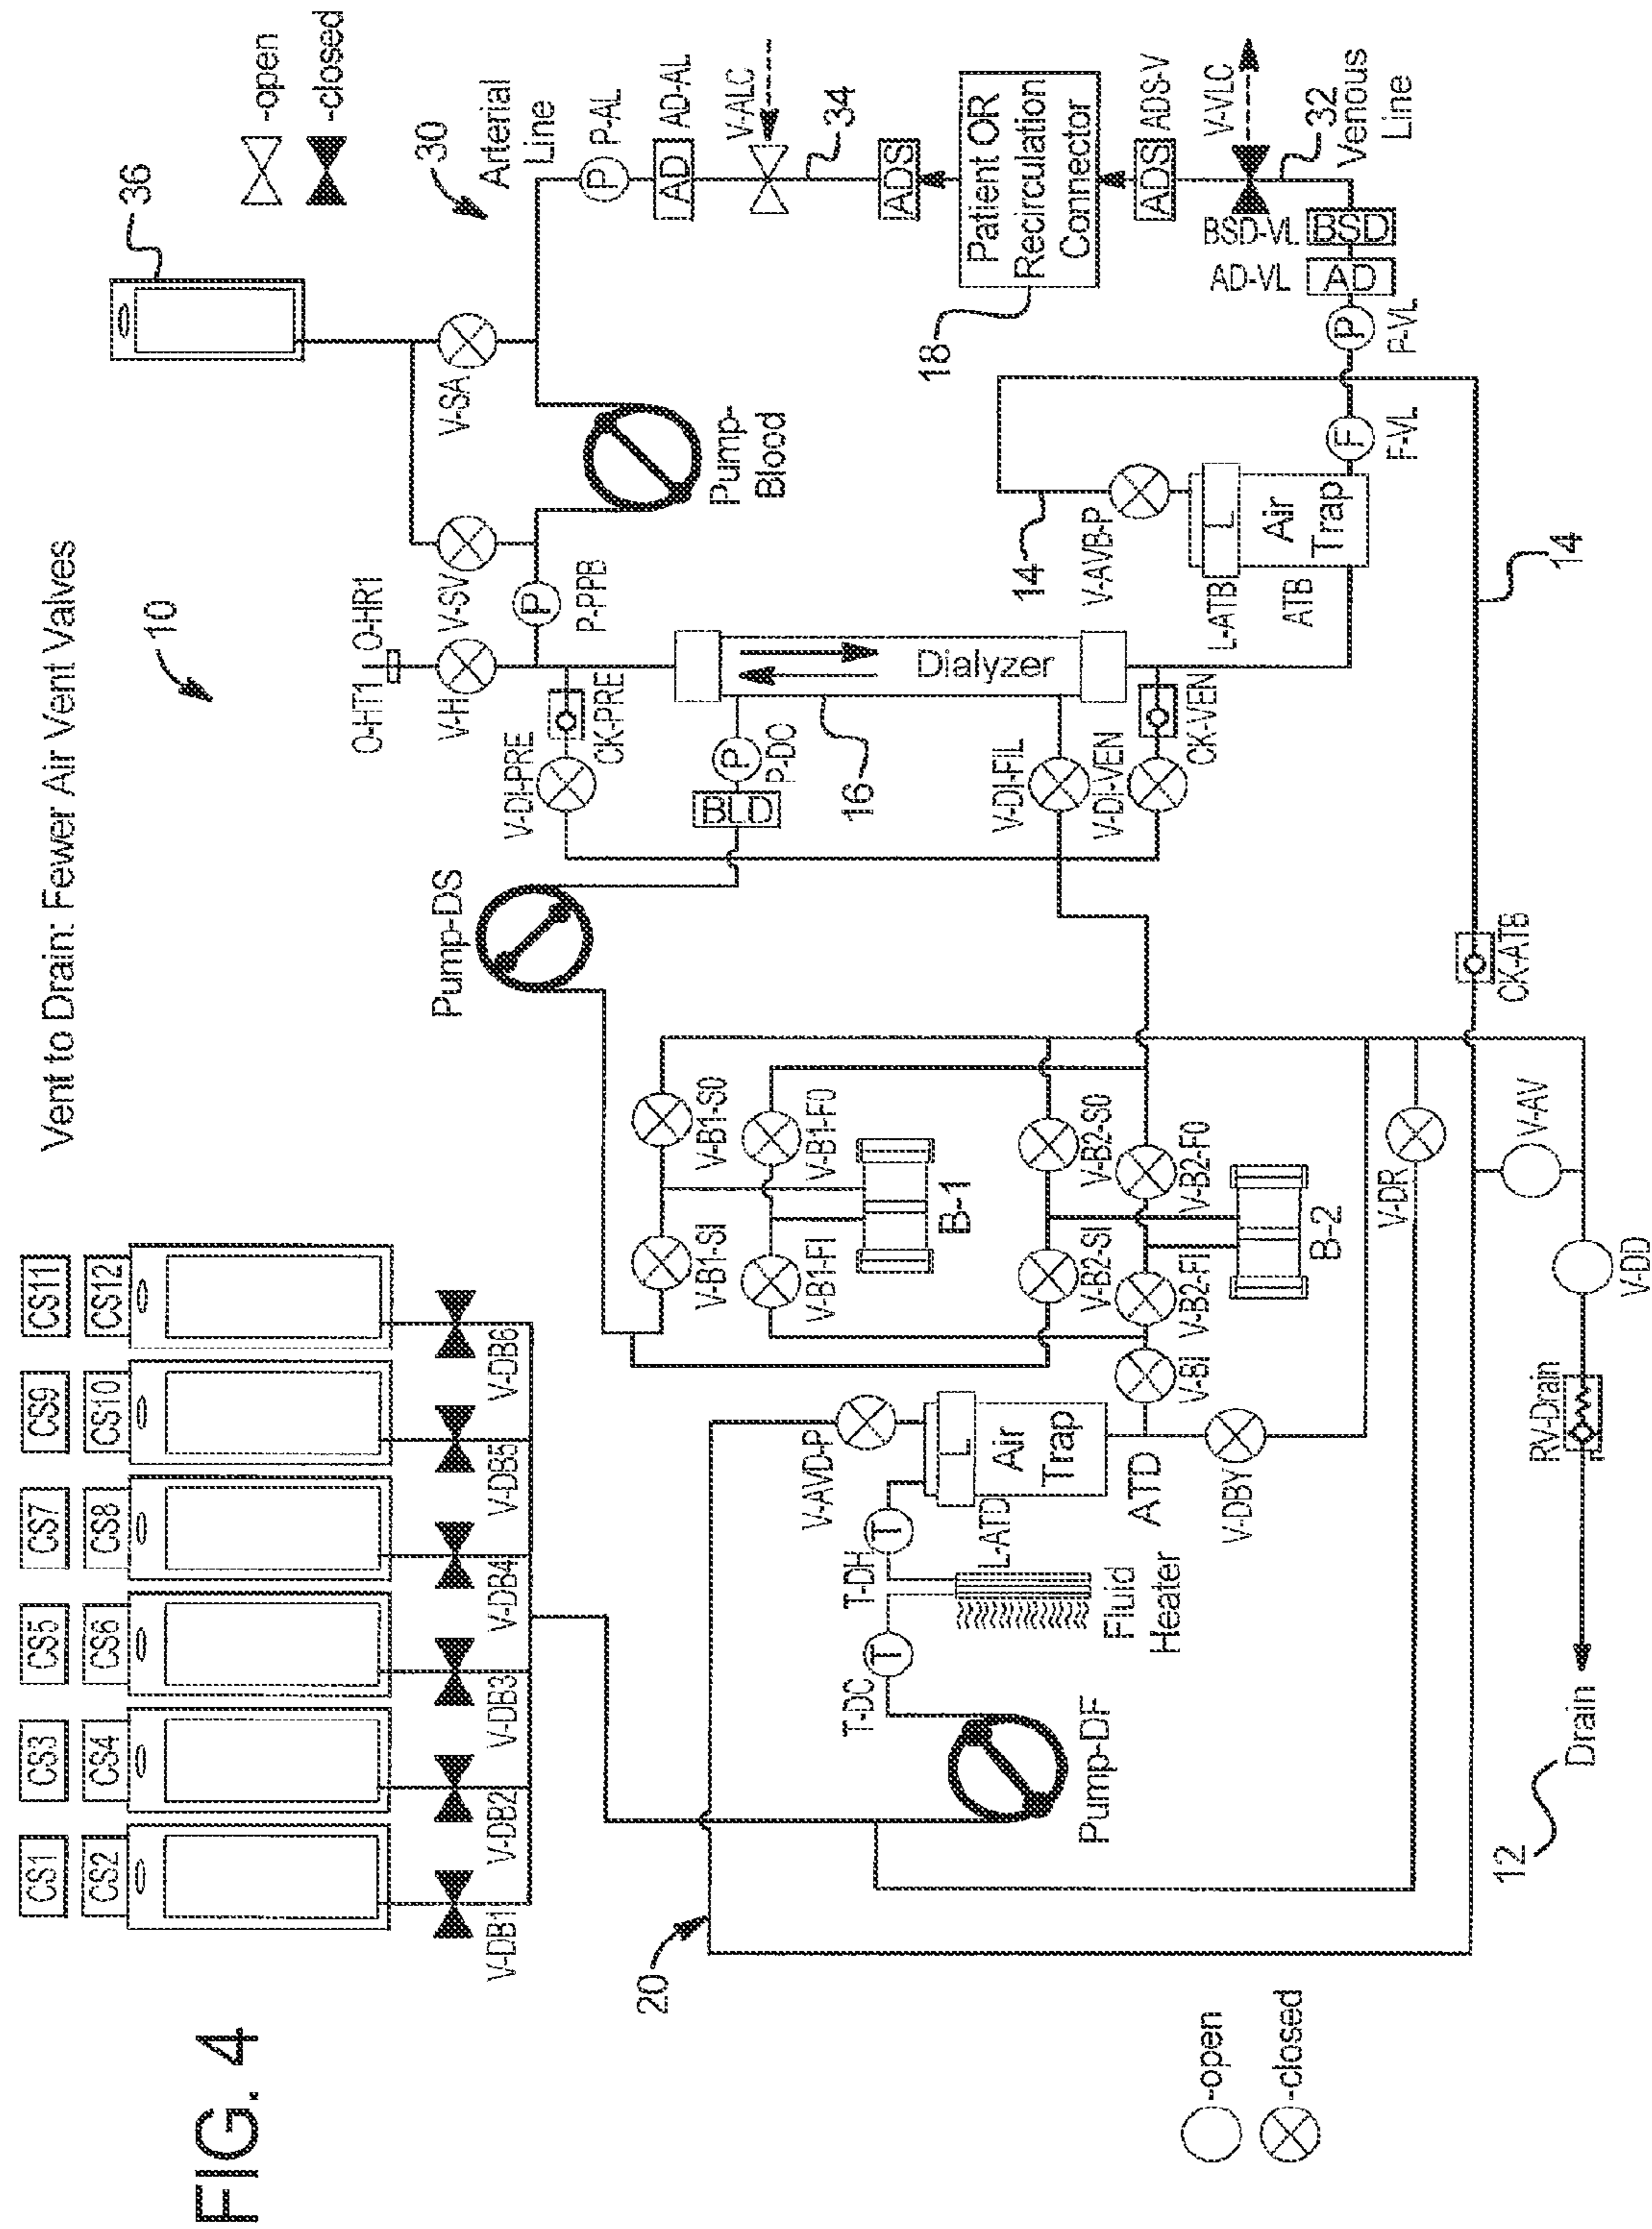 FIG. 4
Vent to Drain: Fewer Air Vent Valves
10
CS1
CS3
CS5
CS7
CS9
CS11
CS2
CS4
CS6
CS8
CS10
CS12
V-DB1
V-DB2
V-DB3
V-DB4
V-DB5
V-DB6
36
-open
-closed
30
Arterial
Line
P
P-AL
AD
AD-AL
V-ALC
34
ADS
Patient OR
Recirculation
Connector
18
ADS
ADS-V
V-VLC
32
Venous
Line
BSD-VL
BSD
AD-VL
AD
P
P-VL
F
F-VL
V-SA
V-SV
Pump-
Blood
P
P-PPB
O-HT1
O-HR1
V-H
V-DI-PRE
CK-PRE
Dialyzer
16
P
P-DO
BLD
V-DI-FIL
V-DI-VEN
CK-VEN
14
V-AVB-P
L
L-ATB
Air
Trap
ATB
14
CK-ATB
Pump-DS
V-B1-SI
V-B1-S0
V-B1-FI
V-B1-F0
B-1
V-B2-SI
V-B2-S0
V-B2-FI
V-B2-F0
B-2
V-BI
V-AVD-P
L
L-ATD
Air
Trap
ATD
V-DBY
V-DR
V-AV
V-DD
RV-Drain
T
T-DH
T
T-DC
Fluid
Heater
Pump-DF
20
12
Drain
-open
-closed